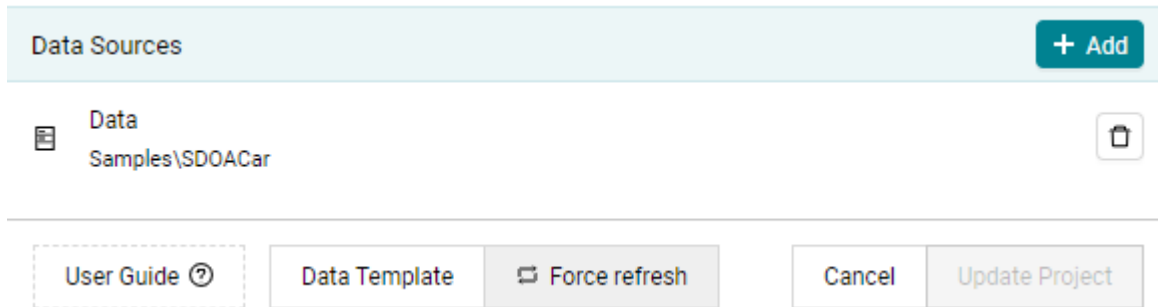 Data Sources
+ Add
Data
Samples\SDOACar
User Guide
Data Template
Force refresh
Cancel
Update Project